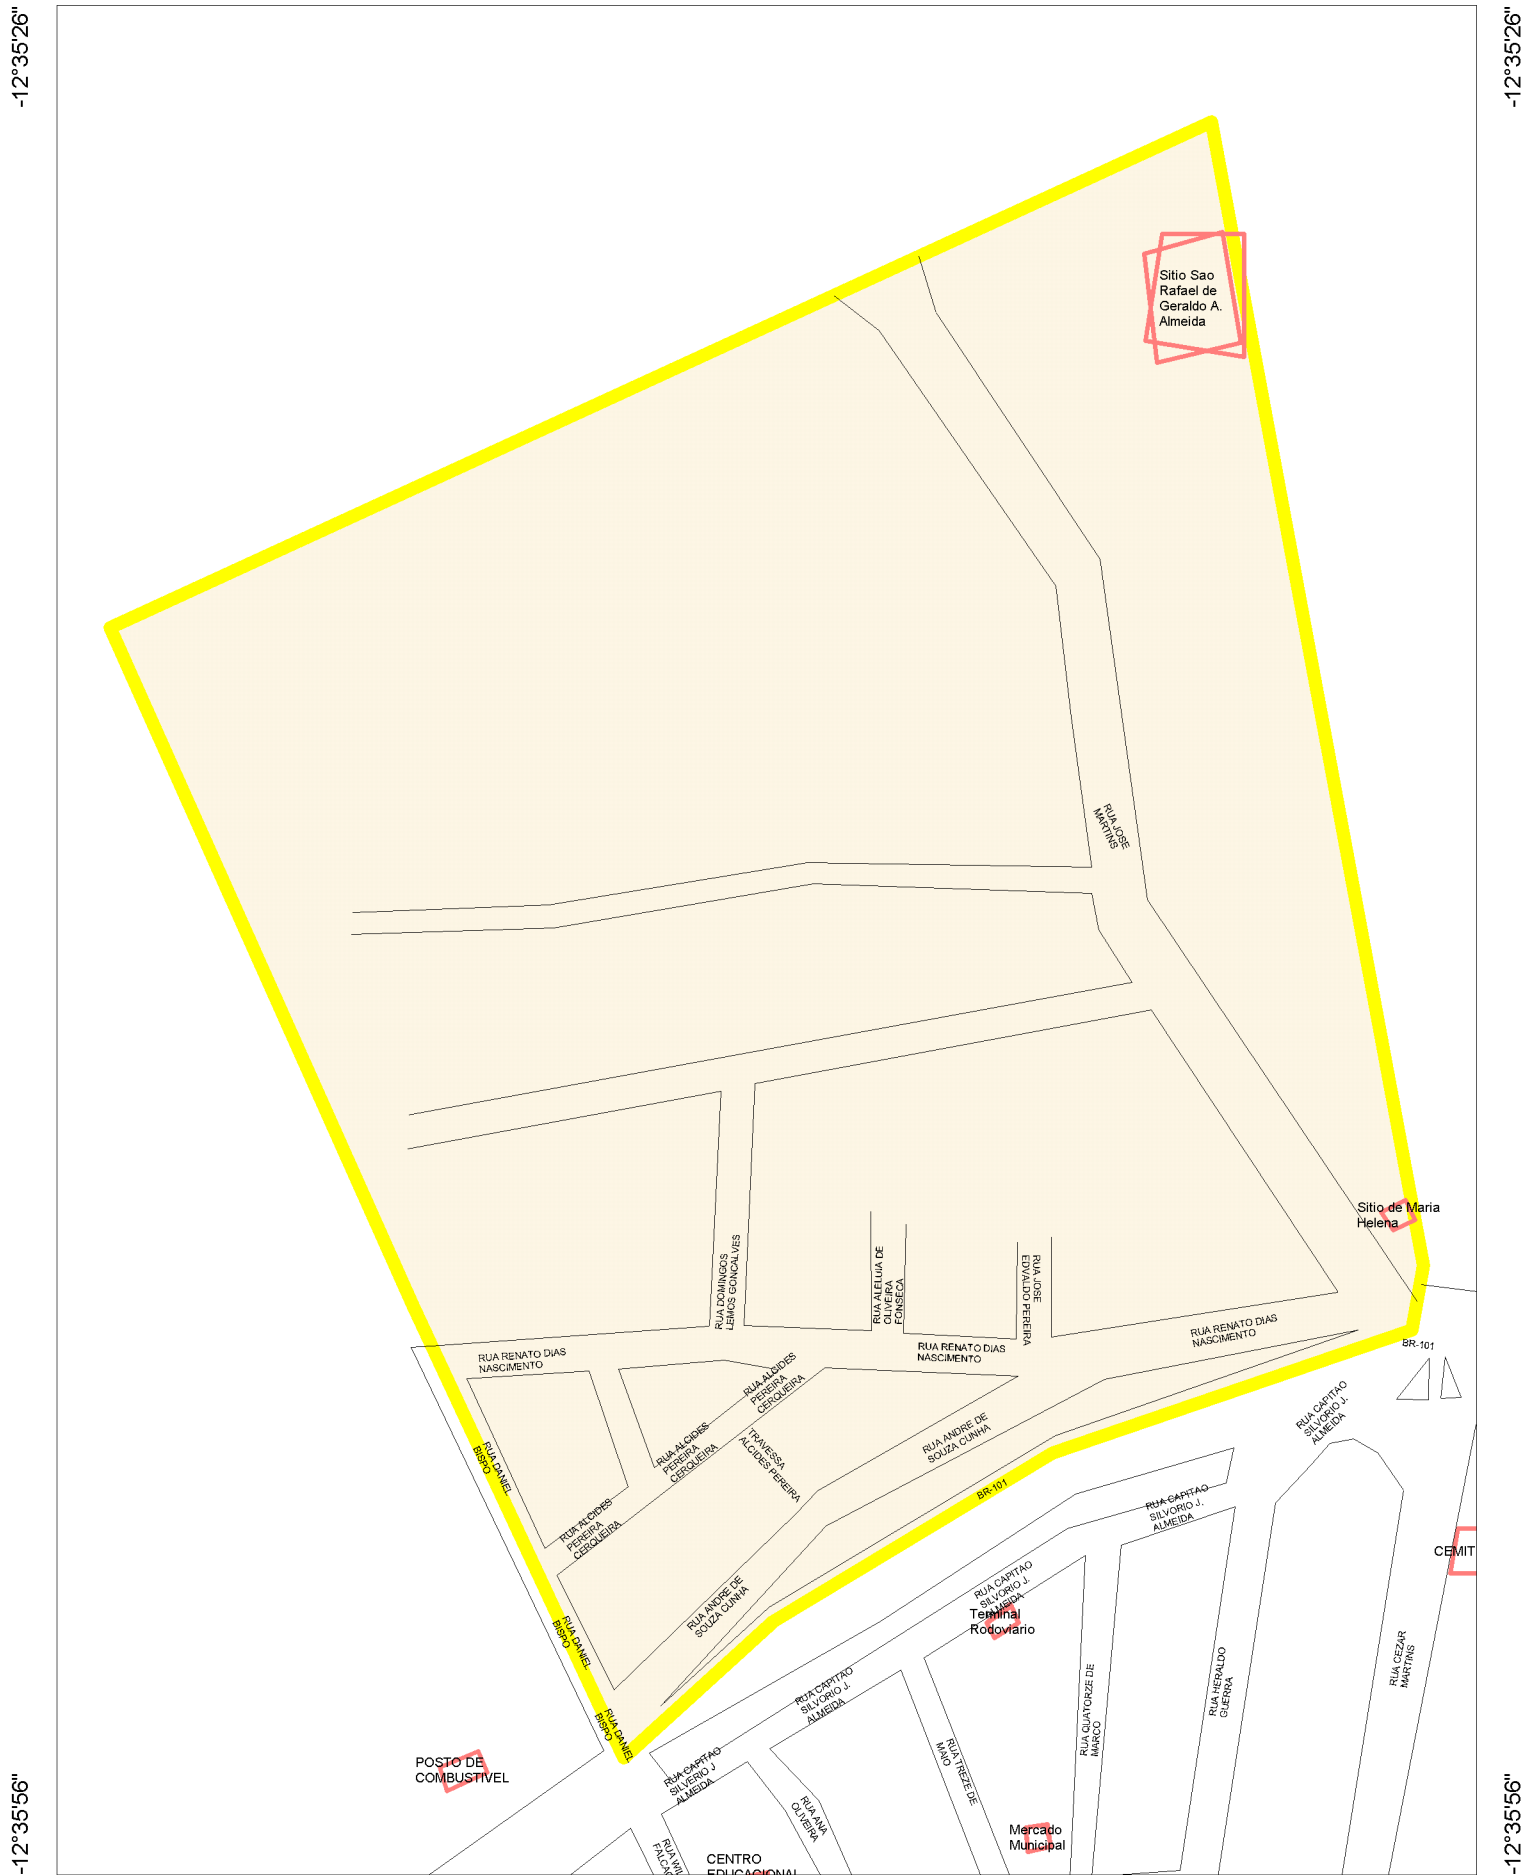 -12°35'26"
-12°35'26"
Sitio Sao
Rafael de
Geraldo A.
Almeida
RUA JOSE
MARTINS
Sitio de Maria
Helena
RUA DOMINGOS
LEMOS GONCALVES
RUA ALELUIA DE
OLIVEIRA
FONSECA
RUA JOSE
EDVALDO PEREIRA
RUA RENATO DIAS
NASCIMENTO
RUA RENATO DIAS
NASCIMENTO
RUA RENATO DIAS
NASCIMENTO
BR-101
RUA ALCIDES
PEREIRA
CERQUEIRA
RUA ALCIDES
PEREIRA
CERQUEIRA
RUA ALCIDES
PEREIRA
CERQUEIRA
TRAVESSA
ALCIDES PEREIRA
RUA ANDRE DE
SOUZA CUNHA
RUA CAPITAO
SILVORIO J.
ALMEIDA
RUA DANIEL
BISPO
BR-101
RUA CAPITAO
SILVORIO J.
ALMEIDA
CEMIT
RUA ANDRE DE
SOUZA CUNHA
RUA CAPITAO
SILVORIO J.
ALMEIDA
Terminal
Rodoviario
RUA DANIEL
BISPO
RUA CEZAR
MARTINS
RUA HERALDO
GUERRA
RUA QUATORZE DE
MARCO
RUA CAPITAO
SILVORIO J.
ALMEIDA
RUA DANIEL
BISPO
RUA TREZE DE
MAIO
POSTO DE
COMBUSTIVEL
RUA CAPITAO
SILVERIO J
ALMEIDA
RUA ANA
OLIVEIRA
Mercado
Municipal
RUA WIL
FALCAO
CENTRO
EDUCACIONAL
-12°35'56"
-12°35'56"